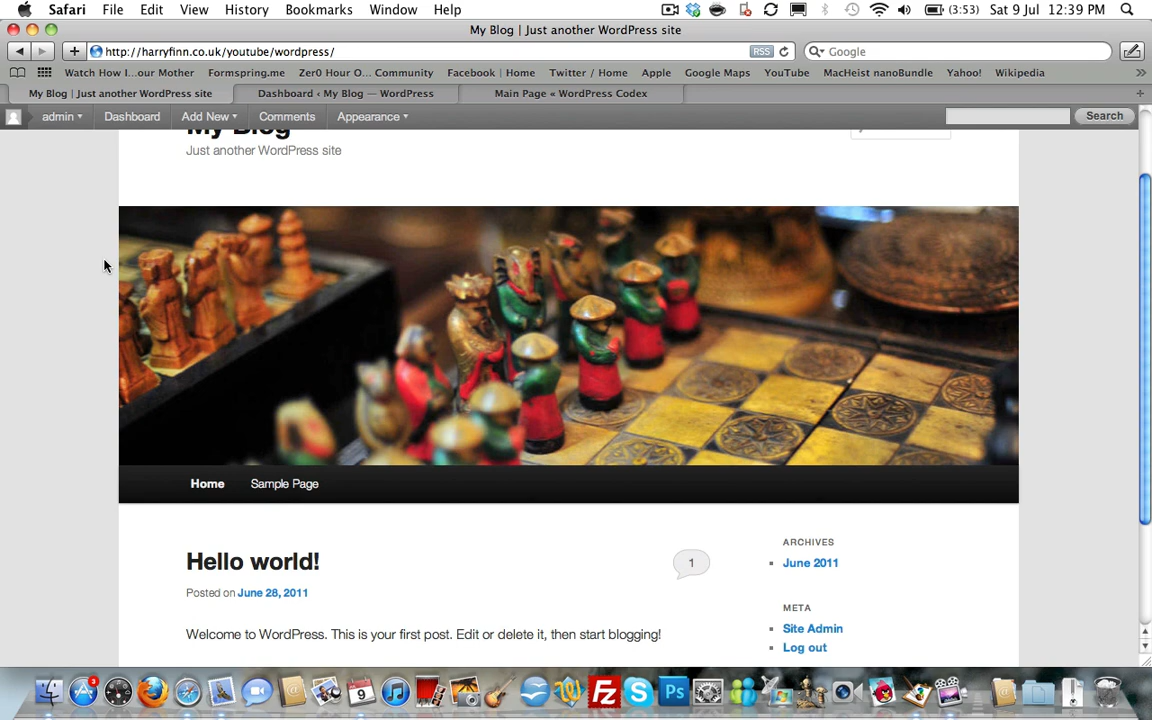 Safari File Edit View History Bookmarks Window Help (3:53) Sat 9 Jul 12:39 PM
My Blog | Just another WordPress site
http://harryfinn.co.uk/youtube/wordpress/ RSS Google
Watch How I...our Mother Formspring.me Zer0 Hour O... Community Facebook | Home Twitter / Home Apple Google Maps YouTube MacHeist nanoBundle Yahoo! Wikipedia
My Blog | Just another WordPress site Dashboard ‹ My Blog — WordPress Main Page « WordPress Codex
admin Dashboard Add New Comments Appearance Search
My Blog
Just another WordPress site
Home Sample Page
Hello world!
1
Posted on June 28, 2011
Welcome to WordPress. This is your first post. Edit or delete it, then start blogging!
ARCHIVES
June 2011
META
Site Admin
Log out
3
9
Fz
Ps